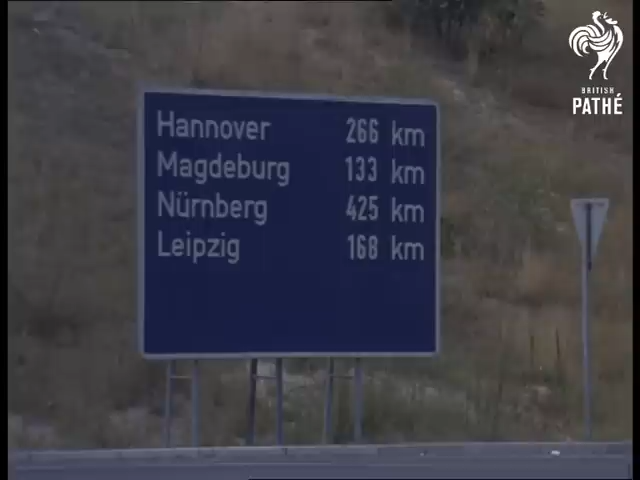 BRITISH
PATHÉ
Hannover 266 km
Magdeburg 133 km
Nürnberg 425 km
Leipzig 168 km